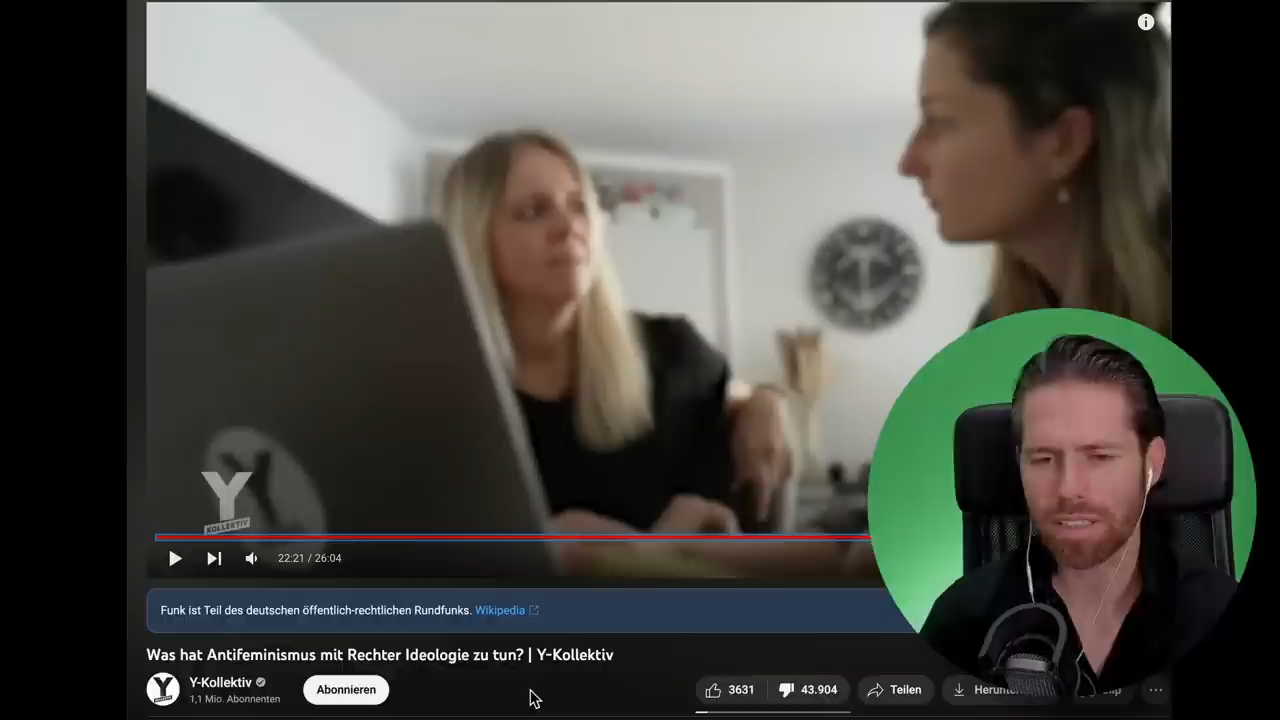 Y
KOLLEKTIV
22:21 / 26:04
Funk ist Teil des deutschen öffentlich-rechtlichen Rundfunks. Wikipedia
Was hat Antifeminismus mit Rechter Ideologie zu tun? | Y-Kollektiv
Y-Kollektiv
1,1 Mio. Abonnenten
Abonnieren
3631
43.904
Teilen